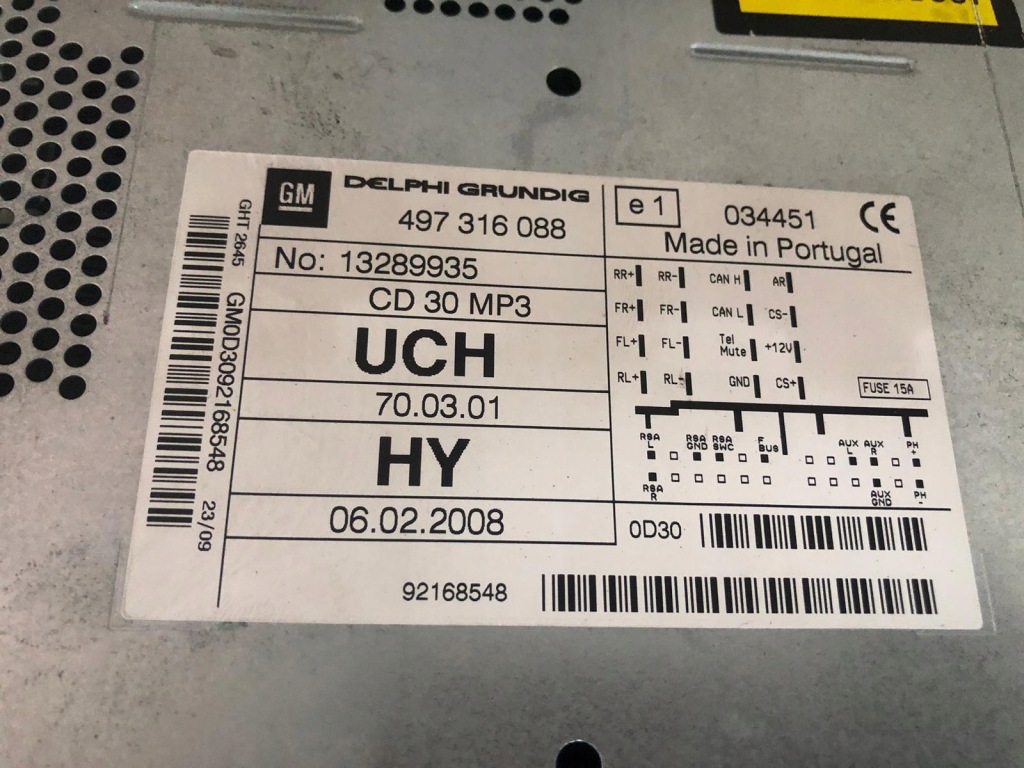 GM
DELPHI GRUNDIG
497 316 088
No: 13289935
CD 30 MP3
UCH
70.03.01
HY
06.02.2008
92168548
GHT 2645
GM0D3092168548
23/09
e 1
034451
CE
Made in Portugal
RR+ RR- CAN H AR
FR+ FR- CAN L CS-
FL+ FL- Tel Mute +12V
RL+ RL- GND CS+
FUSE 15A
RSA L RSA GND RSA SWC F BUS AUX L AUX R PH +
RSA R AUX GND PH -
0D30